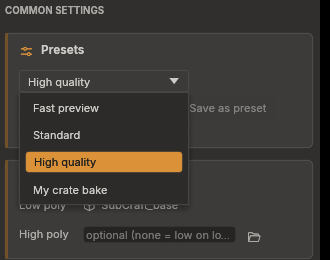 COMMON SETTINGS
Presets
High quality
Fast preview
Save as preset
Standard
High quality
My crate bake
Low poly SubCraft_base
High poly optional (none = low on lo...